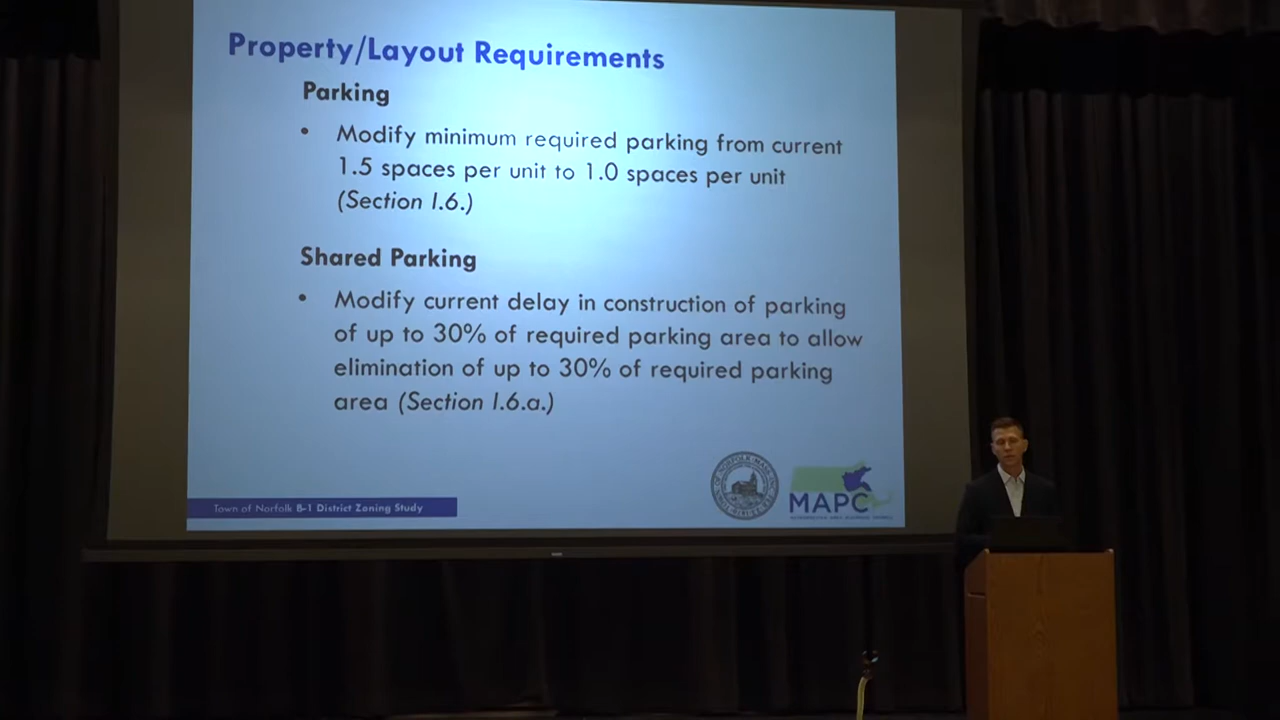 Property/Layout Requirements
Parking
• Modify minimum required parking from current
1.5 spaces per unit to 1.0 spaces per unit
(Section I.6.)
Shared Parking
• Modify current delay in construction of parking
of up to 30% of required parking area to allow
elimination of up to 30% of required parking
area (Section I.6.a.)
Town of Norfolk B-1 District Zoning Study
MAPC